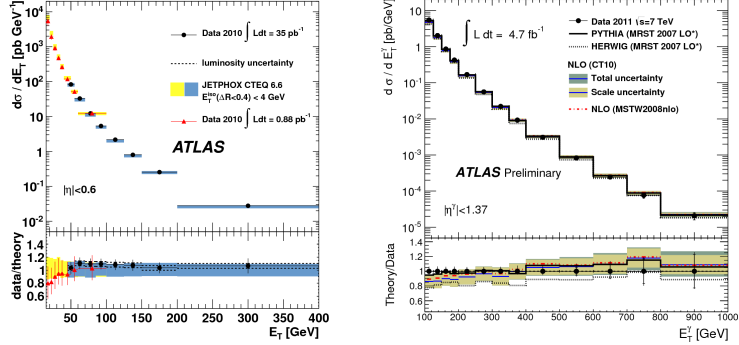 dσ/ dE_T [pb GeV⁻¹]
10⁴
10³
10²
10
1
10⁻¹
10⁻²
Data 2010 ∫ Ldt = 35 pb⁻¹
luminosity uncertainty
JETPHOX CTEQ 6.6
E_T^iso(ΔR<0.4) < 4 GeV
Data 2010 ∫ Ldt = 0.88 pb⁻¹
ATLAS
|η|<0.6
data/theory
1.4
1.2
1
0.8
0.6
50 100 150 200 250 300 350 400
E_T [GeV]
d σ / d E_T^γ [pb/GeV]
10
1
10⁻¹
10⁻²
10⁻³
10⁻⁴
10⁻⁵
∫ L dt = 4.7 fb⁻¹
Data 2011 √s=7 TeV
PYTHIA (MRST 2007 LO*)
HERWIG (MRST 2007 LO*)
NLO (CT10)
Total uncertainty
Scale uncertainty
NLO (MSTW2008nlo)
ATLAS Preliminary
|η^γ|<1.37
Theory/Data
1.4
1.2
1
0.8
0.6
100 200 300 400 500 600 700 800 900 1000
E_T^γ [GeV]